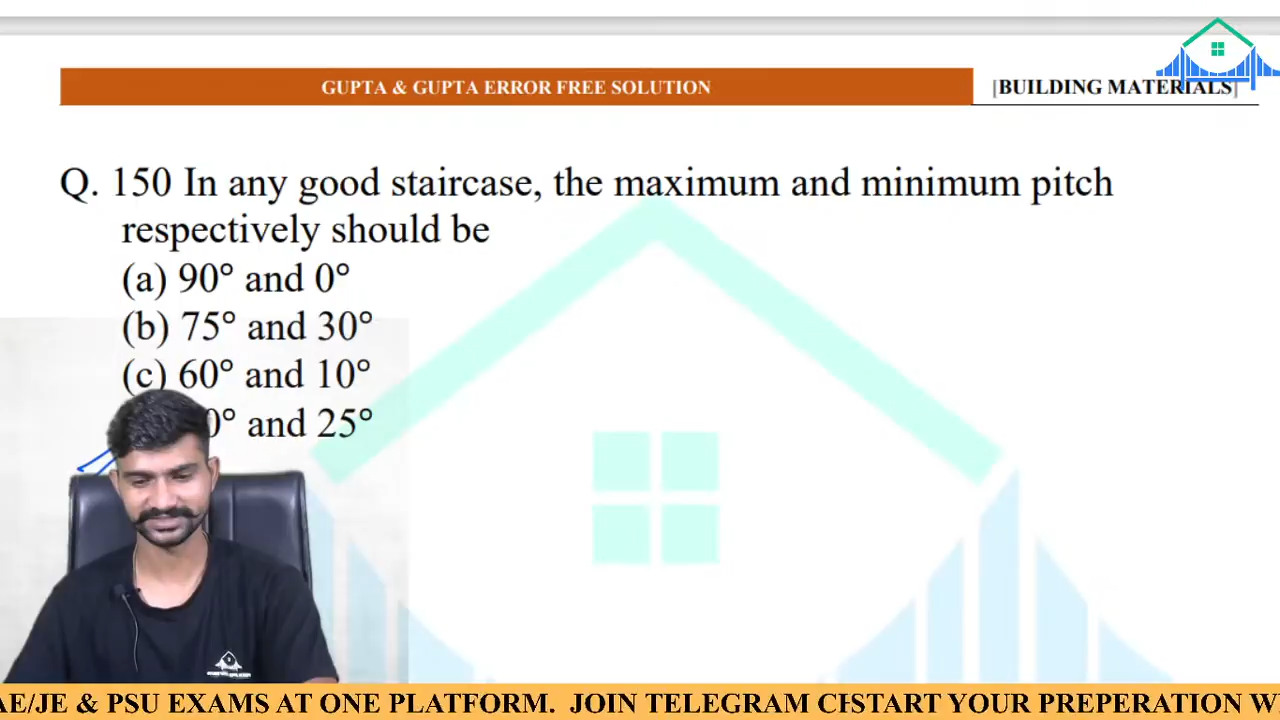 GUPTA & GUPTA ERROR FREE SOLUTION
[BUILDING MATERIALS]
Q. 150 In any good staircase, the maximum and minimum pitch
respectively should be
(a) 90° and 0°
(b) 75° and 30°
(c) 60° and 10°
0° and 25°
AE/JE & PSU EXAMS AT ONE PLATFORM. JOIN TELEGRAM CH START YOUR PREPERATION W